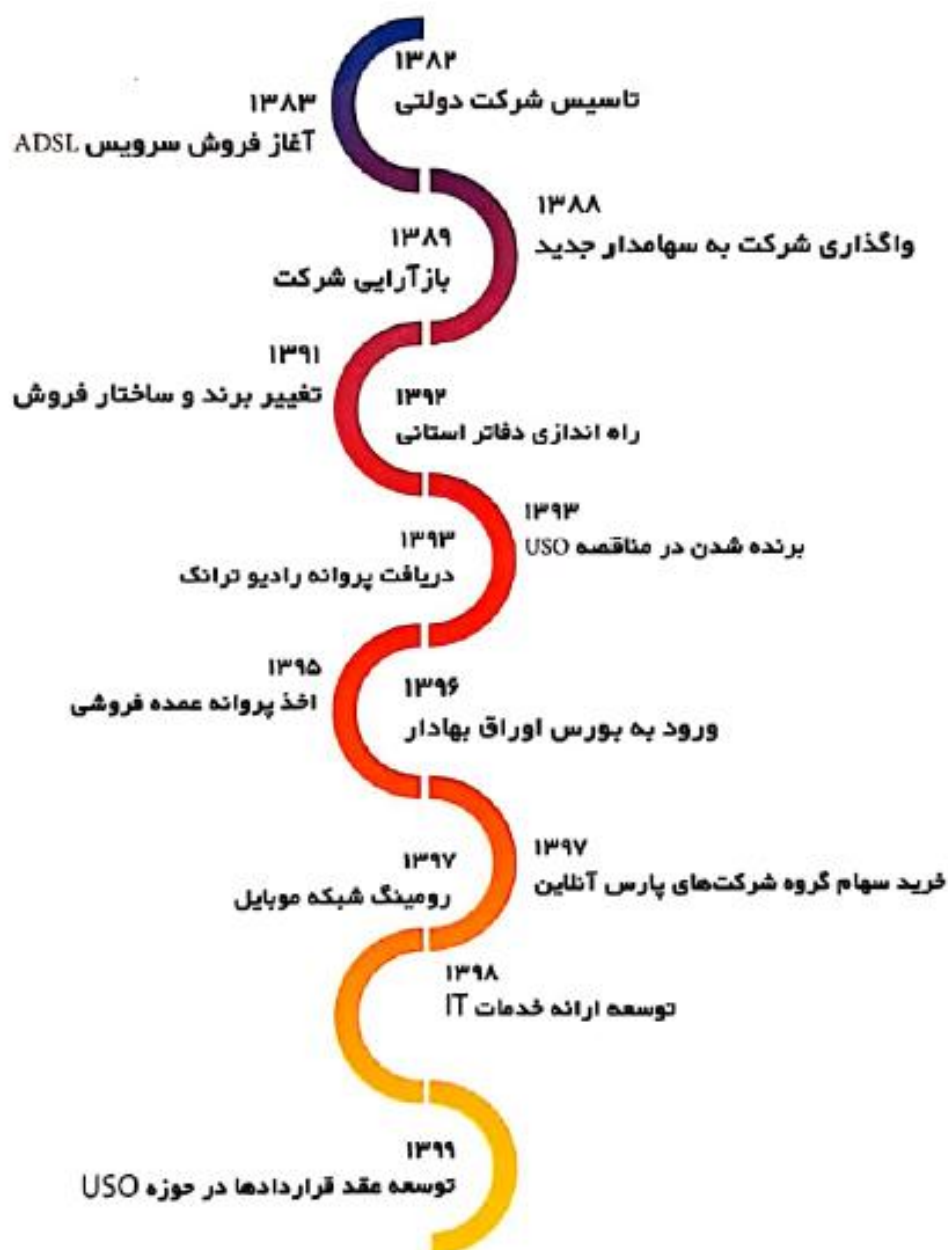 ۱۳۸۲
تاسیس شرکت دولتی
۱۳۸۳
آغاز فروش سرویس ADSL
۱۳۸۸
واگذاری شرکت به سهامدار جدید
۱۳۸۹
بازآرایی شرکت
۱۳۹۱
تغییر برند و ساختار فروش
۱۳۹۲
راه اندازی دفاتر استانی
۱۳۹۳
برنده شدن در مناقصه USO
۱۳۹۳
دریافت پروانه رادیو ترانک
۱۳۹۵
اخذ پروانه عمده فروشی
۱۳۹۶
ورود به بورس اوراق بهادار
۱۳۹۷
خرید سهام گروه شرکت‌های پارس آنلاین
۱۳۹۷
رومینگ شبکه موبایل
۱۳۹۸
توسعه ارائه خدمات IT
۱۳۹۹
توسعه عقد قراردادها در حوزه USO